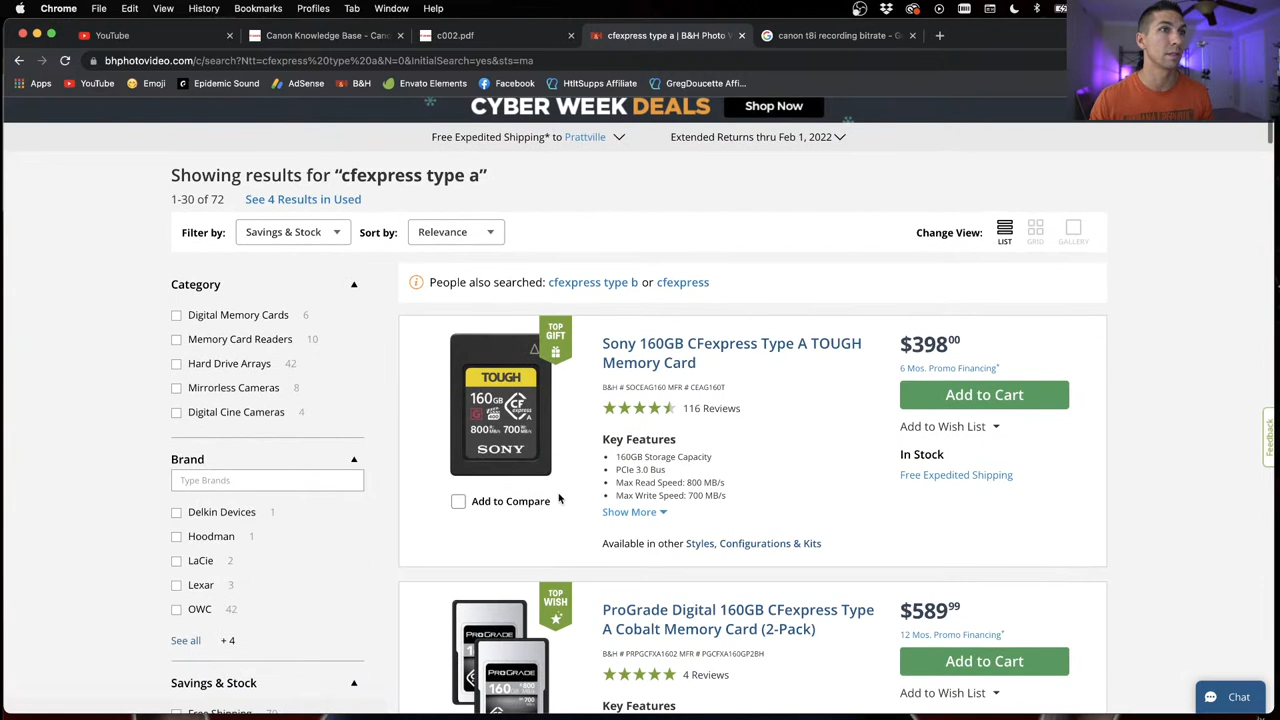 Chrome File Edit View History Bookmarks Profiles Tab Window Help
YouTube
Canon Knowledge Base - Can
c002.pdf
cfexpress type a | B&H Photo V
canon t8i recording bitrate - G
bhphotovideo.com/c/search?Ntt=cfexpress%20type%20a&N=0&InitialSearch=yes&sts=ma
Apps YouTube Emoji Epidemic Sound AdSense B&H Envato Elements Facebook HtltSupps Affiliate GregDoucette Affi...
CYBER WEEK DEALS Shop Now
Free Expedited Shipping* to Prattville Extended Returns thru Feb 1, 2022
Showing results for “cfexpress type a”
1-30 of 72 See 4 Results in Used
Filter by: Savings & Stock Sort by: Relevance Change View: LIST GRID GALLERY
Category
Digital Memory Cards 6
Memory Card Readers 10
Hard Drive Arrays 42
Mirrorless Cameras 8
Digital Cine Cameras 4
Brand
Type Brands
Delkin Devices 1
Hoodman 1
LaCie 2
Lexar 3
OWC 42
See all + 4
Savings & Stock
People also searched: cfexpress type b or cfexpress
TOP
GIFT
TOUGH
160GB CF
express
A
800MB/s 700MB/s
SONY
Add to Compare
Sony 160GB CFexpress Type A TOUGH
Memory Card
B&H # SOCEAG160 MFR # CEAG160T
116 Reviews
Key Features
• 160GB Storage Capacity
• PCIe 3.0 Bus
• Max Read Speed: 800 MB/s
• Max Write Speed: 700 MB/s
Show More
Available in other Styles, Configurations & Kits
$398.00
6 Mos. Promo Financing*
Add to Cart
Add to Wish List
In Stock
Free Expedited Shipping
TOP
WISH
PROGRADE
160
ProGrade Digital 160GB CFexpress Type
A Cobalt Memory Card (2-Pack)
B&H # PRPGCFXA1602 MFR # PGCFXA160GP2BH
4 Reviews
Key Features
$589.99
12 Mos. Promo Financing*
Add to Cart
Add to Wish List
Feedback
Chat